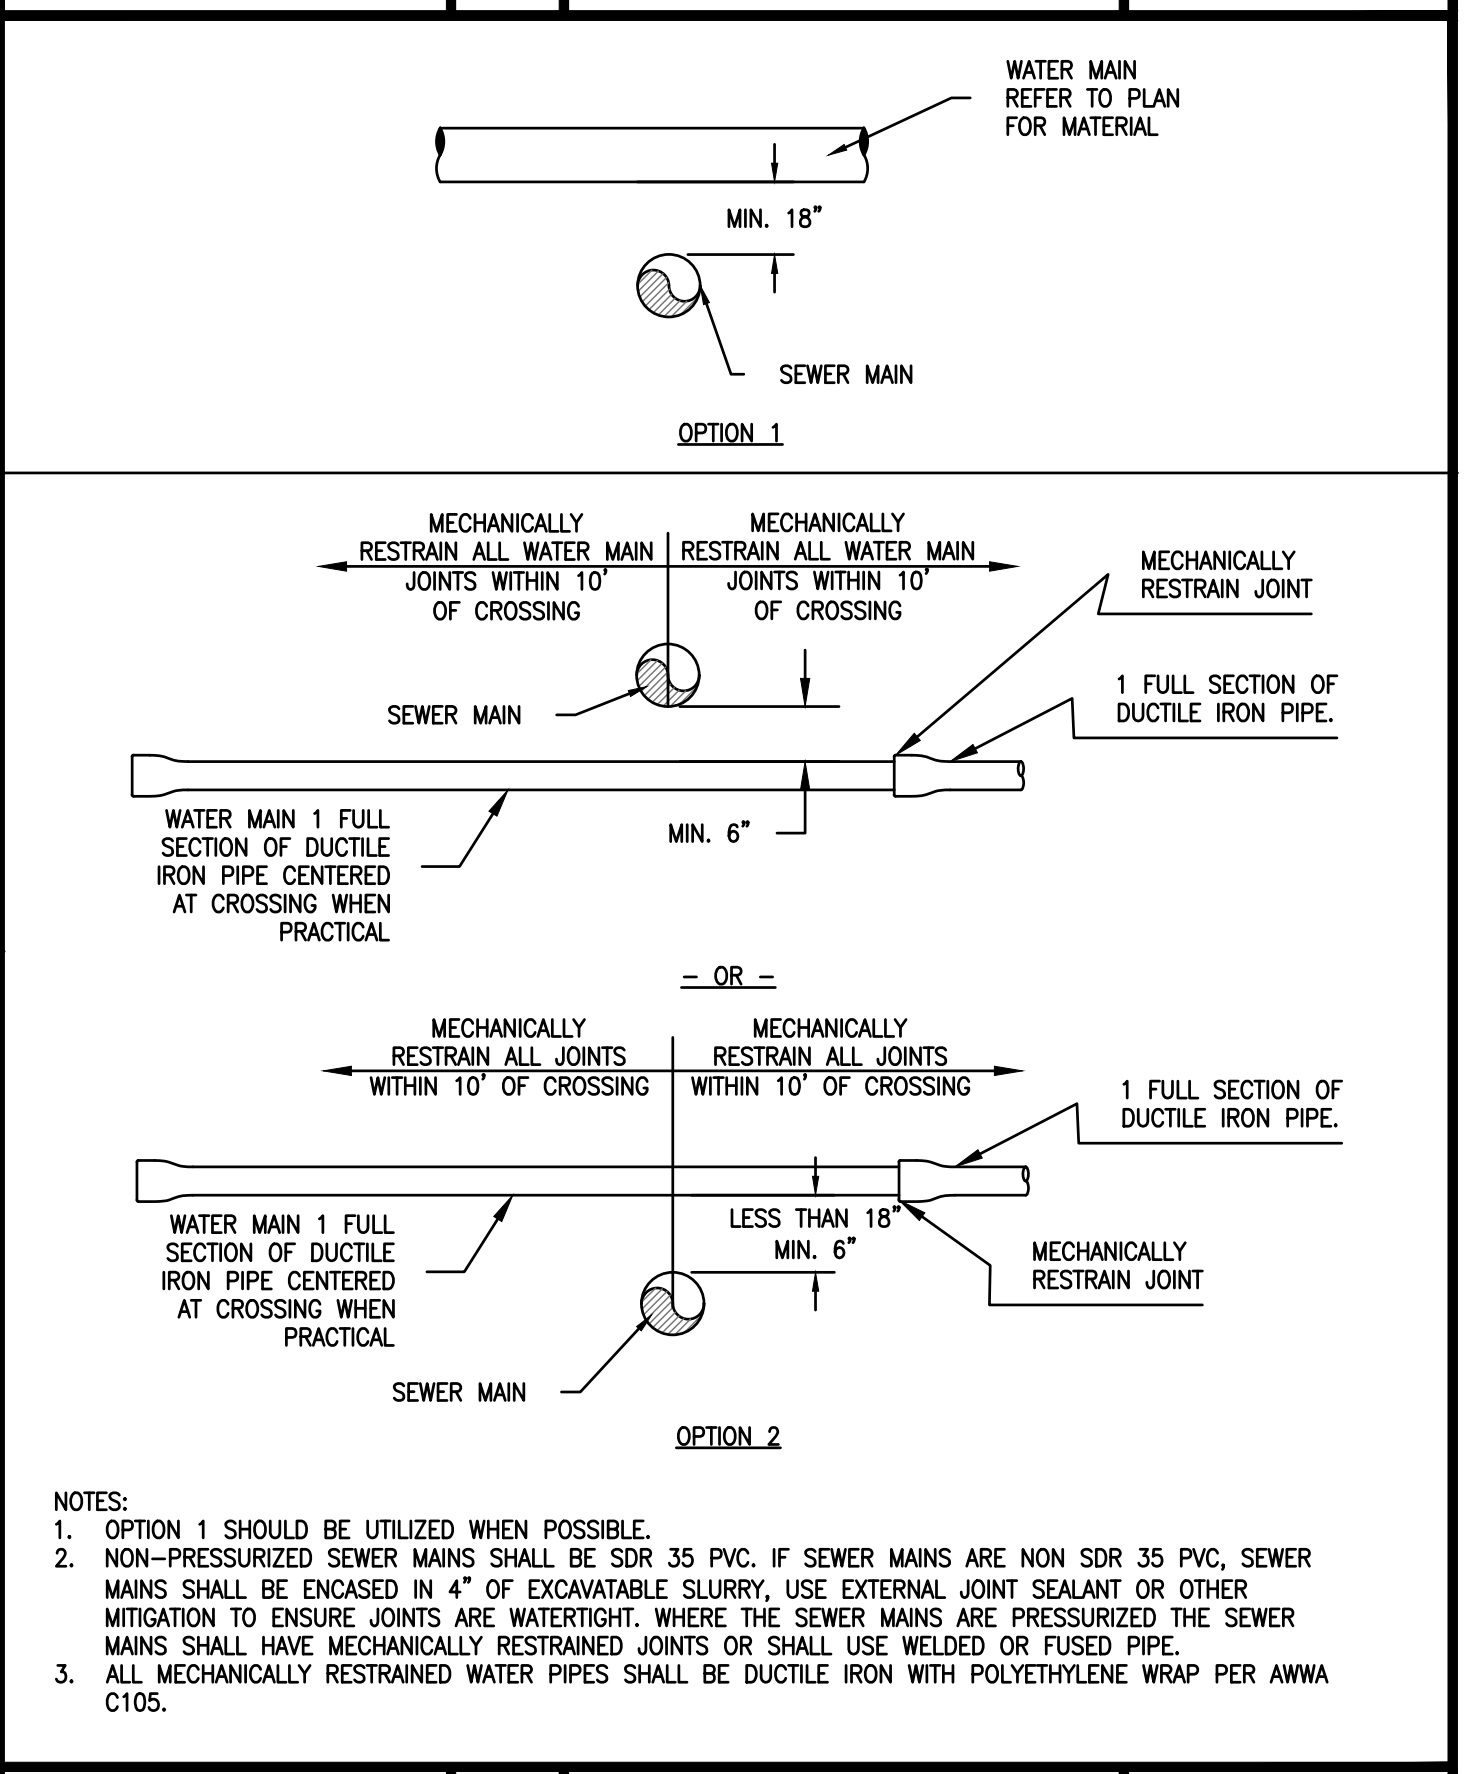 WATER MAIN
REFER TO PLAN
FOR MATERIAL
MIN. 18"
SEWER MAIN
OPTION 1
MECHANICALLY
RESTRAIN ALL WATER MAIN
JOINTS WITHIN 10'
OF CROSSING
MECHANICALLY
RESTRAIN ALL WATER MAIN
JOINTS WITHIN 10'
OF CROSSING
MECHANICALLY
RESTRAIN JOINT
1 FULL SECTION OF
DUCTILE IRON PIPE.
SEWER MAIN
WATER MAIN 1 FULL
SECTION OF DUCTILE
IRON PIPE CENTERED
AT CROSSING WHEN
PRACTICAL
MIN. 6"
- OR -
MECHANICALLY
RESTRAIN ALL JOINTS
WITHIN 10' OF CROSSING
MECHANICALLY
RESTRAIN ALL JOINTS
WITHIN 10' OF CROSSING
1 FULL SECTION OF
DUCTILE IRON PIPE.
WATER MAIN 1 FULL
SECTION OF DUCTILE
IRON PIPE CENTERED
AT CROSSING WHEN
PRACTICAL
LESS THAN 18"
MIN. 6"
MECHANICALLY
RESTRAIN JOINT
SEWER MAIN
OPTION 2
NOTES:
1. OPTION 1 SHOULD BE UTILIZED WHEN POSSIBLE.
2. NON-PRESSURIZED SEWER MAINS SHALL BE SDR 35 PVC. IF SEWER MAINS ARE NON SDR 35 PVC, SEWER
MAINS SHALL BE ENCASED IN 4" OF EXCAVATABLE SLURRY, USE EXTERNAL JOINT SEALANT OR OTHER
MITIGATION TO ENSURE JOINTS ARE WATERTIGHT. WHERE THE SEWER MAINS ARE PRESSURIZED THE SEWER
MAINS SHALL HAVE MECHANICALLY RESTRAINED JOINTS OR SHALL USE WELDED OR FUSED PIPE.
3. ALL MECHANICALLY RESTRAINED WATER PIPES SHALL BE DUCTILE IRON WITH POLYETHYLENE WRAP PER AWWA
C105.